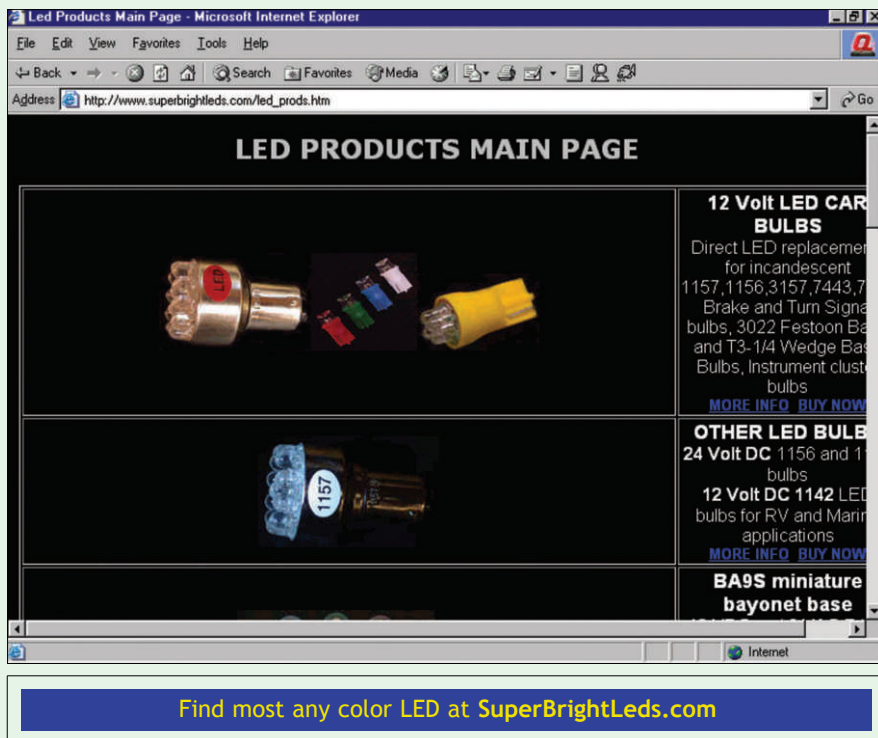 Led Products Main Page - Microsoft Internet Explorer
File Edit View Favorites Tools Help
Back Search Favorites Media
Address http://www.superbrightleds.com/led_prods.htm Go
LED PRODUCTS MAIN PAGE
LED
12 Volt LED CAR
BULBS
Direct LED replacemen
for incandescent
1157,1156,3157,7443,7
Brake and Turn Signa
bulbs, 3022 Festoon Ba
and T3-1/4 Wedge Bas
Bulbs, Instrument clust
bulbs
MORE INFO BUY NOW
1157
OTHER LED BULB
24 Volt DC 1156 and 1
bulbs
12 Volt DC 1142 LED
bulbs for RV and Marin
applications
MORE INFO BUY NOW
BA9S miniature
bayonet base
Internet
Find most any color LED at SuperBrightLeds.com